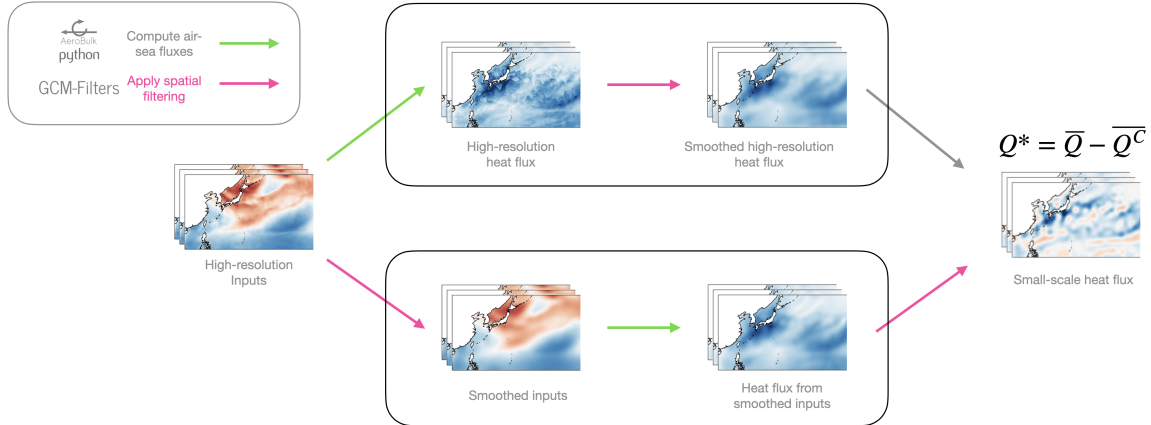 AeroBulk
python
Compute air-
sea fluxes
GCM-Filters
Apply spatial
filtering
High-resolution
heat flux
Smoothed high-resolution
heat flux
Q* = Q̅ − \overline{Q^C}
High-resolution
Inputs
Small-scale heat flux
Smoothed inputs
Heat flux from
smoothed inputs